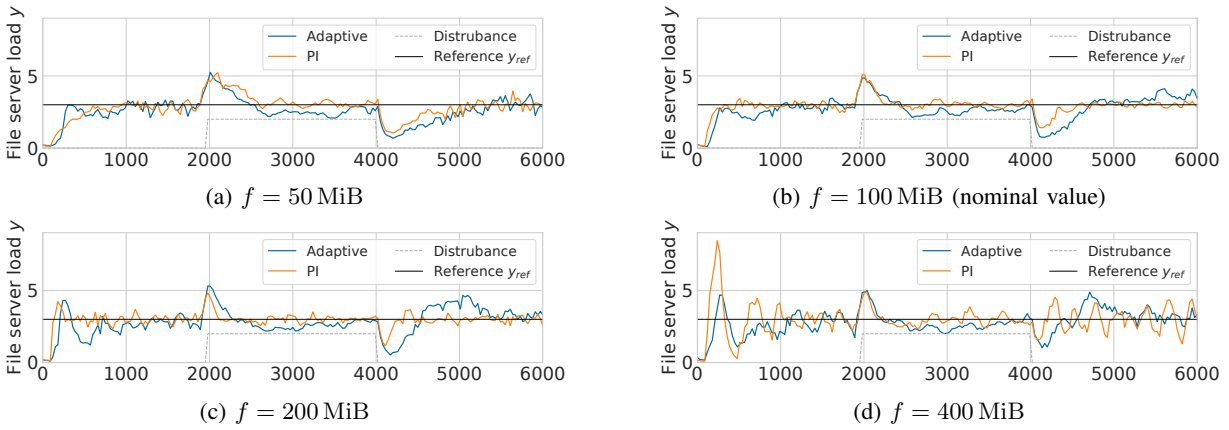 File server load y
5
0
Adaptive
PI
Distrubance
Reference y_ref
0 1000 2000 3000 4000 5000 6000
(a) f = 50 MiB
File server load y
5
0
Adaptive
PI
Distrubance
Reference y_ref
0 1000 2000 3000 4000 5000 6000
(b) f = 100 MiB (nominal value)
File server load y
5
0
Adaptive
PI
Distrubance
Reference y_ref
0 1000 2000 3000 4000 5000 6000
(c) f = 200 MiB
File server load y
5
0
Adaptive
PI
Distrubance
Reference y_ref
0 1000 2000 3000 4000 5000 6000
(d) f = 400 MiB